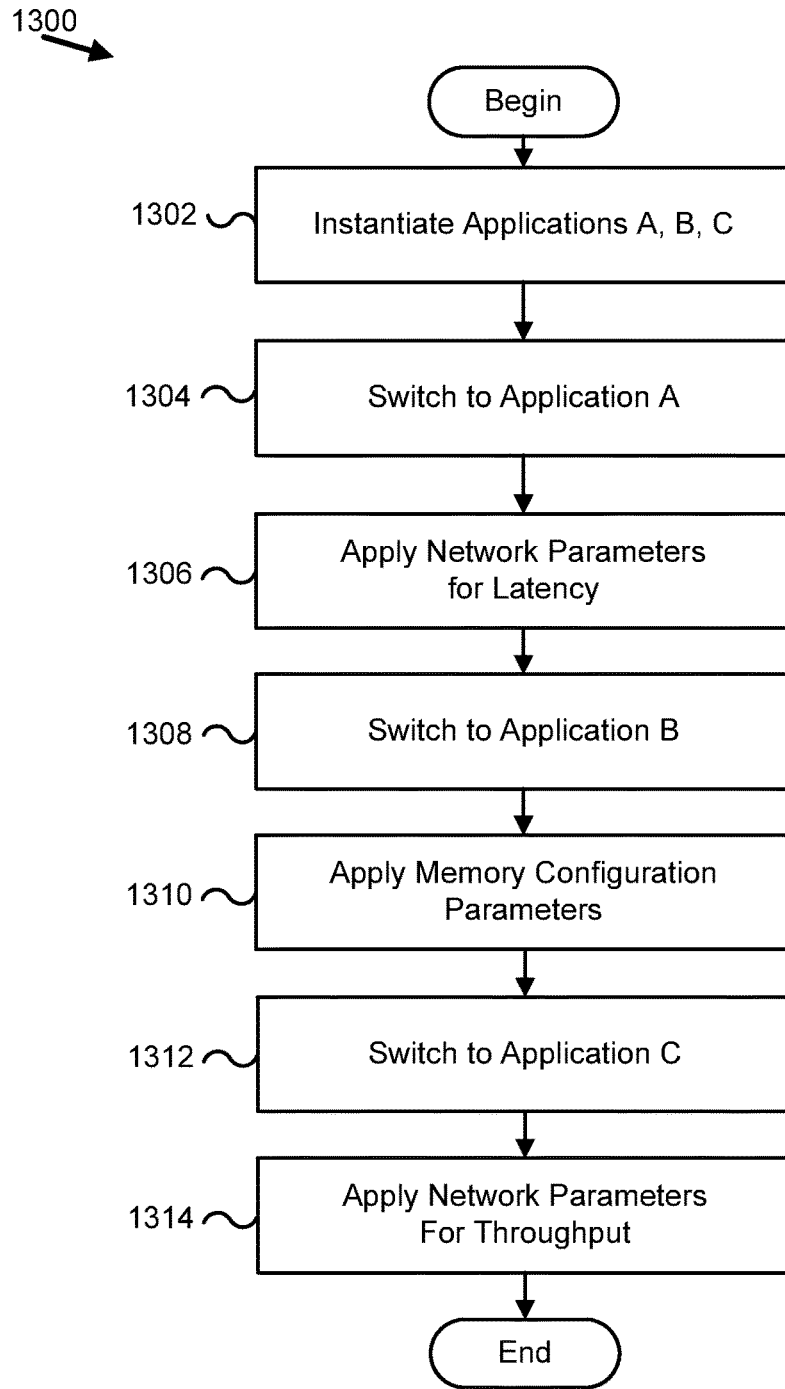 1300
Begin
1302
Instantiate Applications A, B, C
1304
Switch to Application A
1306
Apply Network Parameters
for Latency
1308
Switch to Application B
1310
Apply Memory Configuration
Parameters
1312
Switch to Application C
1314
Apply Network Parameters
For Throughput
End